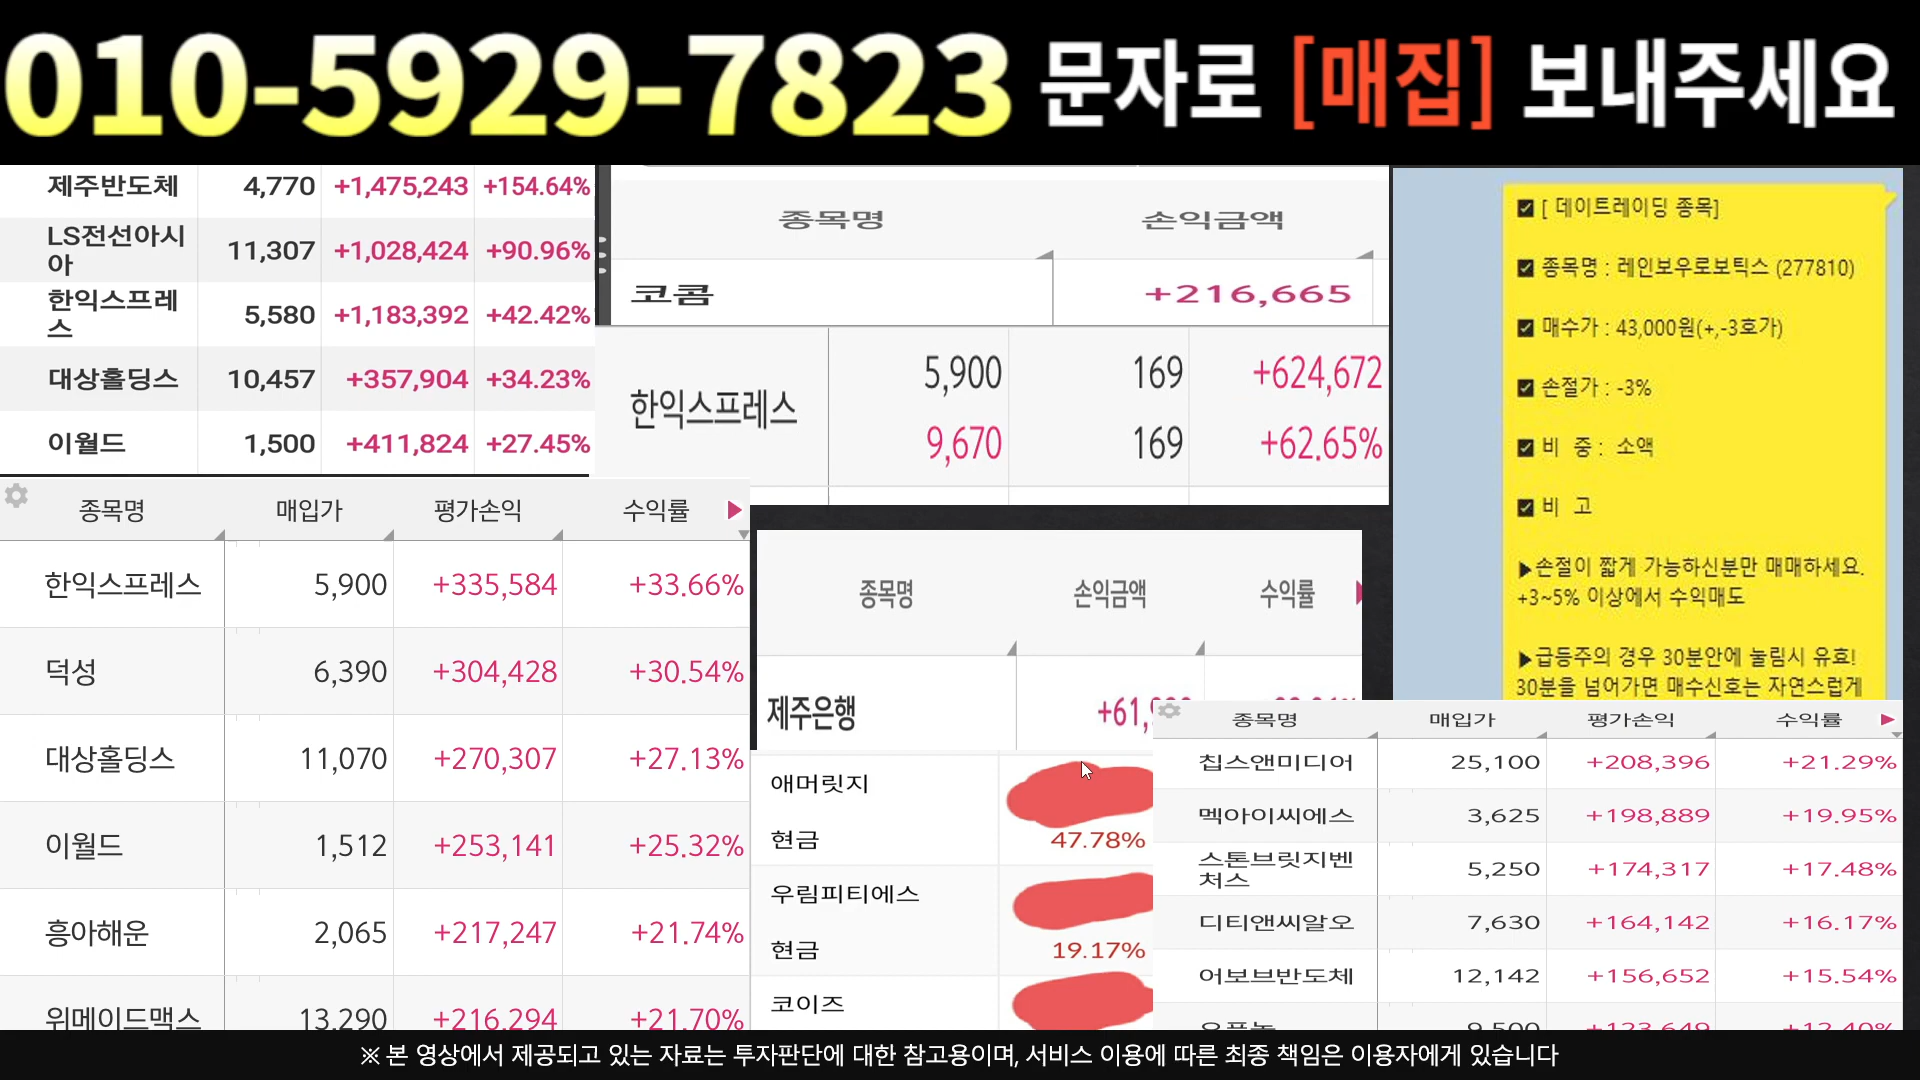 010-5929-7823 문자로 [매집] 보내주세요
제주반도체 4,770 +1,475,243 +154.64%
LS전선아시
아 11,307 +1,028,424 +90.96%
한익스프레
스 5,580 +1,183,392 +42.42%
대상홀딩스 10,457 +357,904 +34.23%
이월드 1,500 +411,824 +27.45%
종목명 손익금액
코콤 +216,665
한익스프레스 5,900 169 +624,672
9,670 169 +62.65%
[ 데이트레이딩 종목]
종목명 : 레인보우로보틱스 (277810)
매수가 : 43,000원(+,-3호가)
손절가 : -3%
비 중 : 소액
비 고
▶손절이 짧게 가능하신분만 매매하세요.
+3~5% 이상에서 수익매도
▶급등주의 경우 30분안에 눌림시 유효!
30분을 넘어가면 매수신호는 자연스럽게
종목명 매입가 평가손익 수익률
한익스프레스 5,900 +335,584 +33.66%
덕성 6,390 +304,428 +30.54%
대상홀딩스 11,070 +270,307 +27.13%
이월드 1,512 +253,141 +25.32%
흥아해운 2,065 +217,247 +21.74%
위메이드맥스 13,290 +216,294 +21.70%
종목명 손익금액 수익률
제주은행 +61,
애머릿지
현금 47.78%
우림피티에스
현금 19.17%
코이즈
종목명 매입가 평가손익 수익률
칩스앤미디어 25,100 +208,396 +21.29%
멕아이씨에스 3,625 +198,889 +19.95%
스톤브릿지벤
처스 5,250 +174,317 +17.48%
디티앤씨알오 7,630 +164,142 +16.17%
어보브반도체 12,142 +156,652 +15.54%
※ 본 영상에서 제공되고 있는 자료는 투자판단에 대한 참고용이며, 서비스 이용에 따른 최종 책임은 이용자에게 있습니다